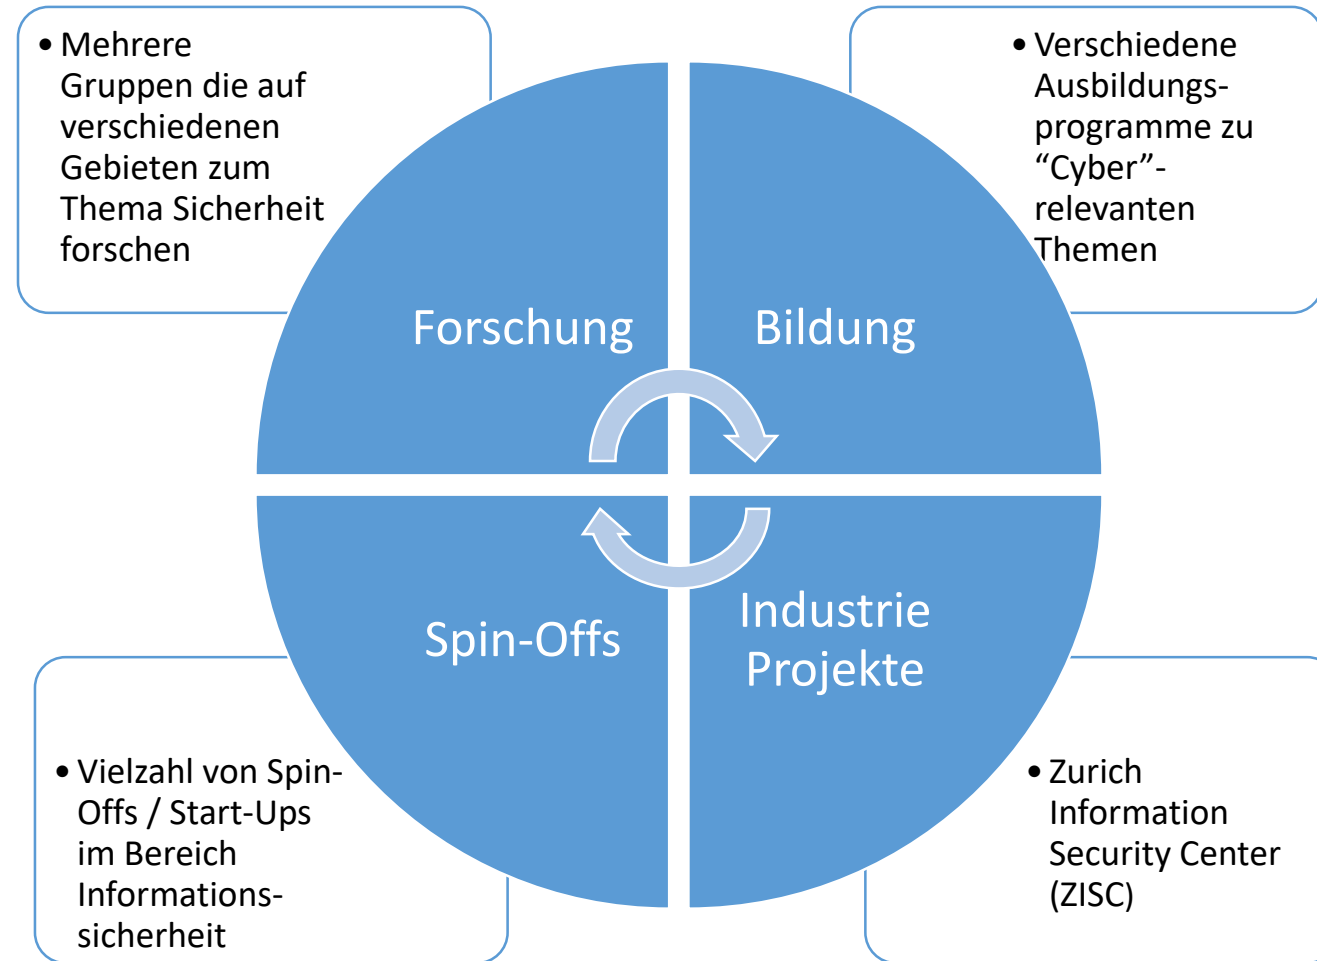 • Mehrere
Gruppen die auf
verschiedenen
Gebieten zum
Thema Sicherheit
forschen
• Verschiedene
Ausbildungs-
programme zu
“Cyber”-
relevanten
Themen
Forschung
Bildung
Spin-Offs
Industrie
Projekte
• Vielzahl von Spin-
Offs / Start-Ups
im Bereich
Informations-
sicherheit
• Zurich
Information
Security Center
(ZISC)